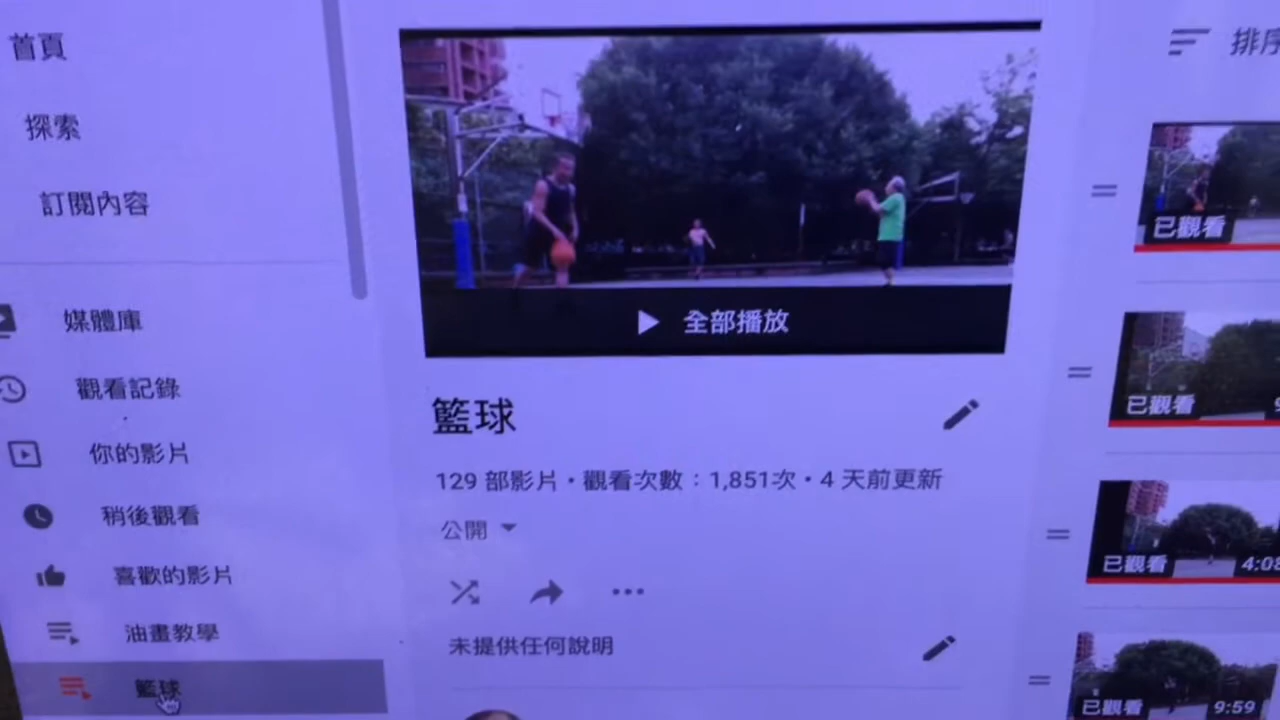 首頁
探索
訂閱內容
媒體庫
觀看記錄
你的影片
稍後觀看
喜歡的影片
油畫教學
籃球
全部播放
籃球
129 部影片・觀看次數：1,851次・4 天前更新
公開
未提供任何說明
排序
已觀看
已觀看
已觀看
4:08
已觀看
9:59